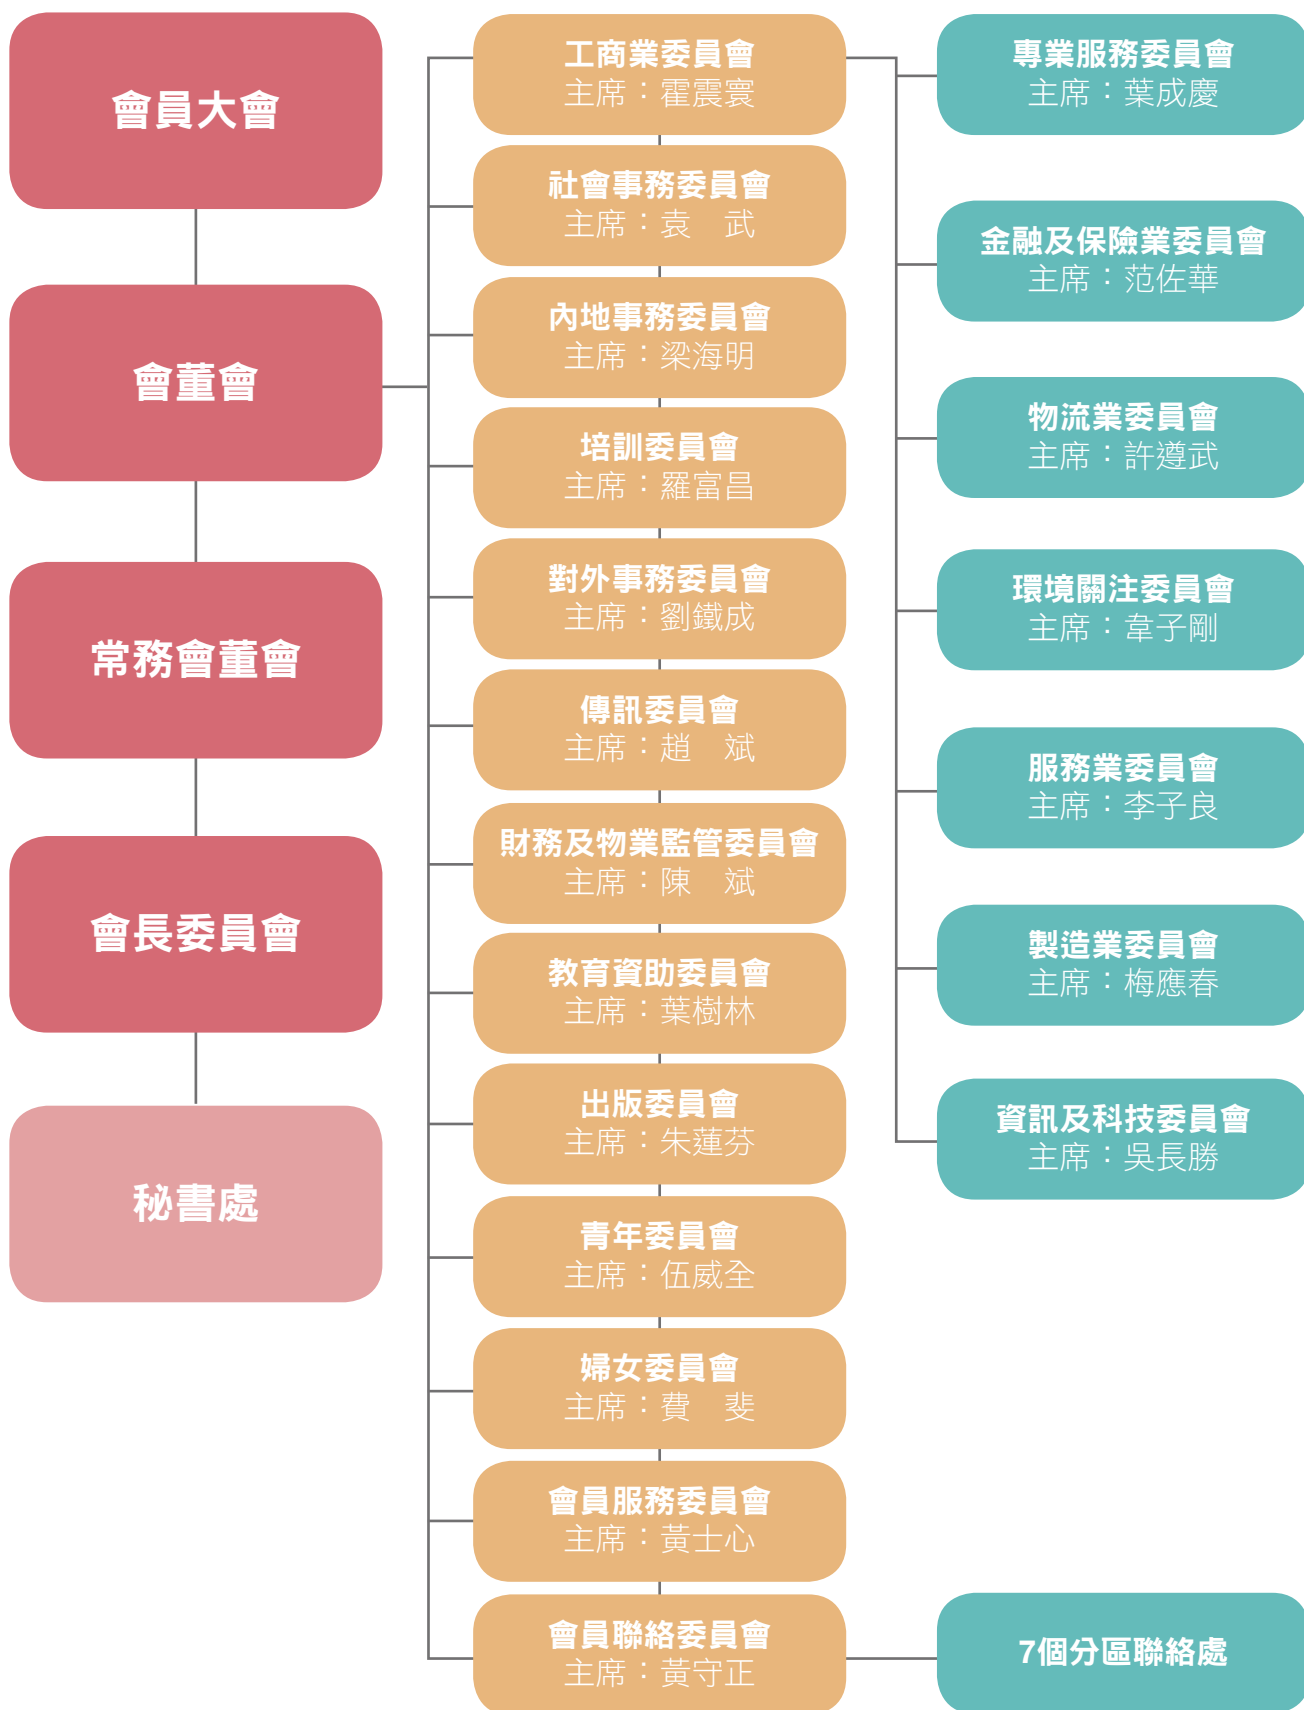 會員大會
會董會
常務會董會
會長委員會
秘書處
工商業委員會
主席：霍震寰
社會事務委員會
主席：袁　武
內地事務委員會
主席：梁海明
培訓委員會
主席：羅富昌
對外事務委員會
主席：劉鐵成
傳訊委員會
主席：趙　斌
財務及物業監管委員會
主席：陳　斌
教育資助委員會
主席：葉樹林
出版委員會
主席：朱蓮芬
青年委員會
主席：伍威全
婦女委員會
主席：費　斐
會員服務委員會
主席：黃士心
會員聯絡委員會
主席：黃守正
專業服務委員會
主席：葉成慶
金融及保險業委員會
主席：范佐華
物流業委員會
主席：許遵武
環境關注委員會
主席：韋子剛
服務業委員會
主席：李子良
製造業委員會
主席：梅應春
資訊及科技委員會
主席：吳長勝
7個分區聯絡處